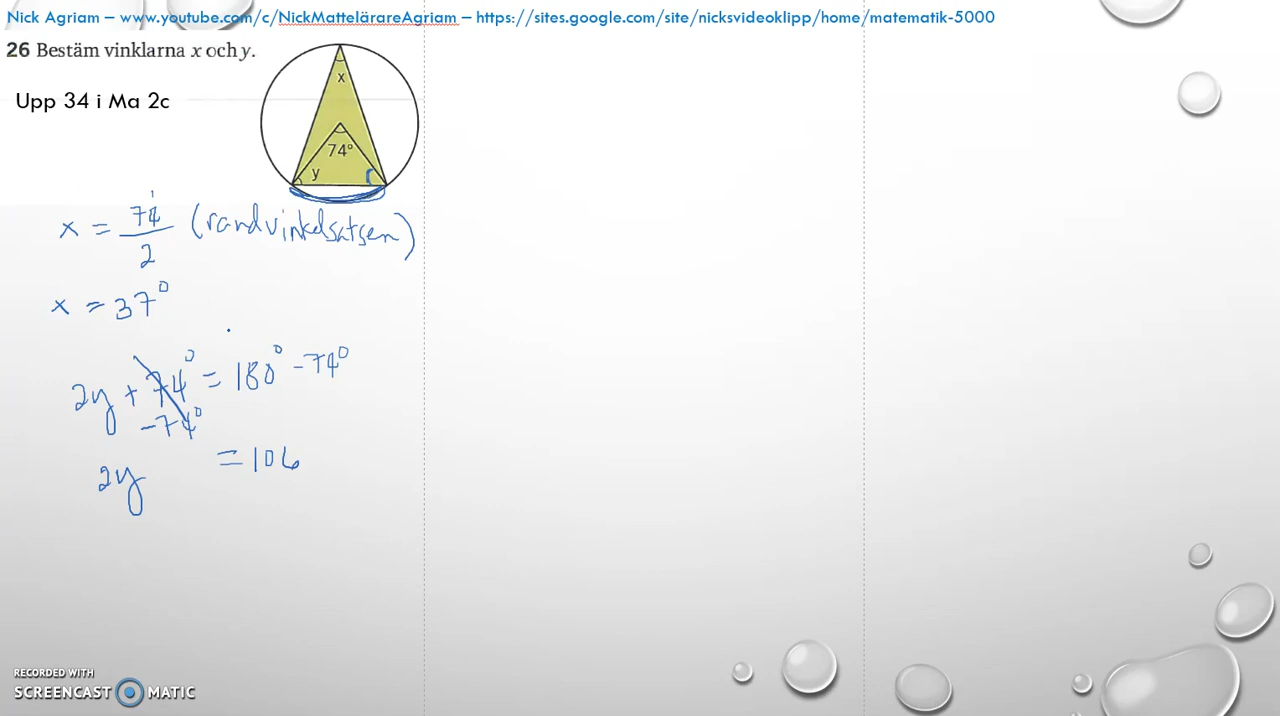 Nick Agriam – www.youtube.com/c/NickMattelärareAgriam – https://sites.google.com/site/nicksvideoklipp/home/matematik-5000
26 Bestäm vinklarna x och y.
Upp 34 i Ma 2c
x
74°
y
x = 74°/2 (randvinkelsatsen)
x = 37°
2y + 74° = 180° - 74°
-74°
2y = 106
RECORDED WITH
SCREENCAST MATIC